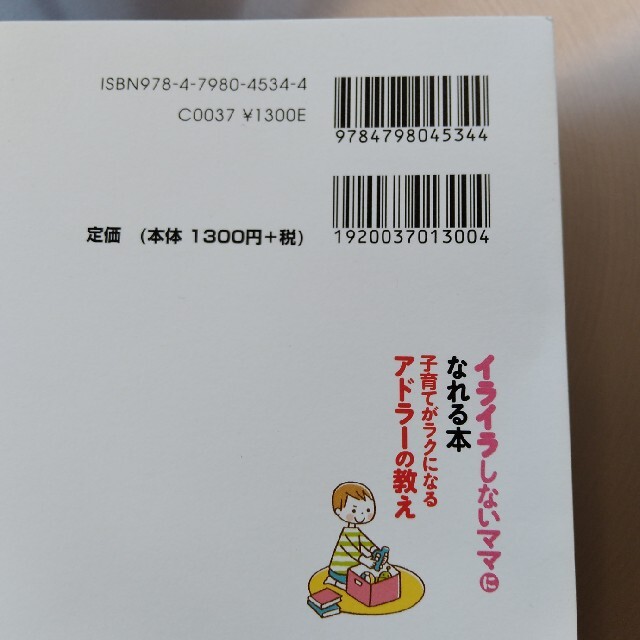 ISBN978-4-7980-4534-4
C0037 ¥1300E
9784798045344
定価 (本体 1300円+税)
1920037013004
イライラしないママに
なれる本
子育てがラクになる
アドラーの教え